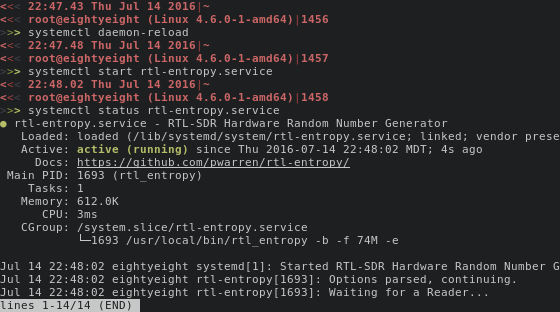 <<< 22:47.43 Thu Jul 14 2016|~
<<< root@eightyeight (Linux 4.6.0-1-amd64)|1456
>>> systemctl daemon-reload
<<< 22:47.48 Thu Jul 14 2016|~
<<< root@eightyeight (Linux 4.6.0-1-amd64)|1457
>>> systemctl start rtl-entropy.service
<<< 22:48.02 Thu Jul 14 2016|~
<<< root@eightyeight (Linux 4.6.0-1-amd64)|1458
>>> systemctl status rtl-entropy.service
● rtl-entropy.service - RTL-SDR Hardware Random Number Generator
Loaded: loaded (/lib/systemd/system/rtl-entropy.service; linked; vendor prese
Active: active (running) since Thu 2016-07-14 22:48:02 MDT; 4s ago
Docs: https://github.com/pwarren/rtl-entropy/
Main PID: 1693 (rtl_entropy)
Tasks: 1
Memory: 612.0K
CPU: 3ms
CGroup: /system.slice/rtl-entropy.service
└─1693 /usr/local/bin/rtl_entropy -b -f 74M -e
Jul 14 22:48:02 eightyeight systemd[1]: Started RTL-SDR Hardware Random Number G
Jul 14 22:48:02 eightyeight rtl-entropy[1693]: Options parsed, continuing.
Jul 14 22:48:02 eightyeight rtl-entropy[1693]: Waiting for a Reader...
lines 1-14/14 (END)